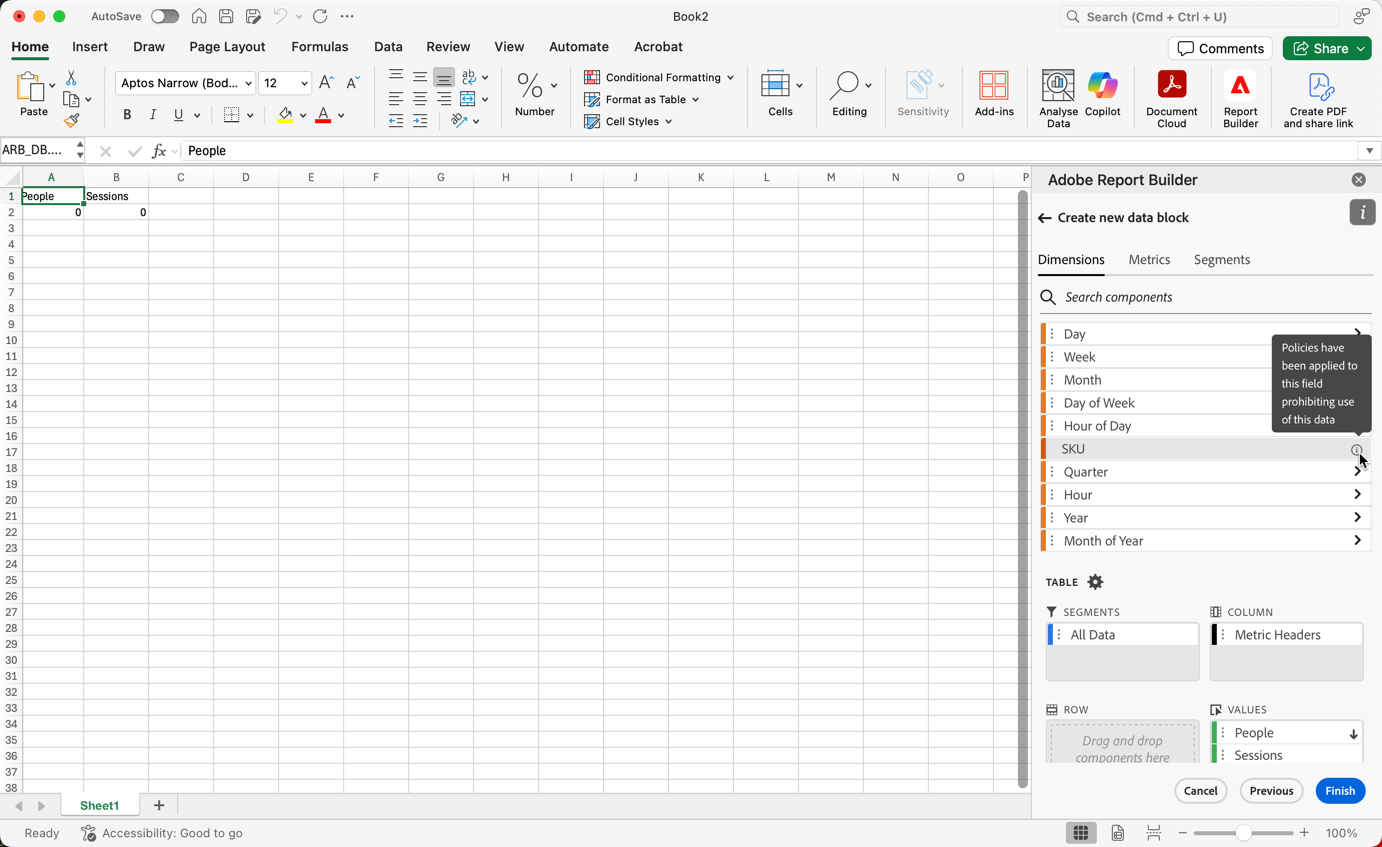 AutoSave
Book2
Search (Cmd + Ctrl + U)
Home Insert Draw Page Layout Formulas Data Review View Automate Acrobat
Comments
Share
Paste
Aptos Narrow (Bod...
12
A A
ab
B I U A
%
Number
Conditional Formatting
Format as Table
Cell Styles
Cells
Editing
Sensitivity
Add-ins
Analyse
Data
Copilot
Document
Cloud
Report
Builder
Create PDF
and share link
ARB_DB....
fx
People
A B C D E F G H I J K L M N O P
1 People Sessions
2 0 0
3
4
5
6
7
8
9
10
11
12
13
14
15
16
17
18
19
20
21
22
23
24
25
26
27
28
29
30
31
32
33
34
35
36
37
38
Adobe Report Builder
i
Create new data block
Dimensions Metrics Segments
Search components
Day
Week
Month
Day of Week
Hour of Day
SKU
Quarter
Hour
Year
Month of Year
Policies have
been applied to
this field
prohibiting use
of this data
TABLE
SEGMENTS
All Data
COLUMN
Metric Headers
ROW
Drag and drop
components here
VALUES
People
Sessions
Cancel Previous Finish
Sheet1 +
Ready
Accessibility: Good to go
− + 100%